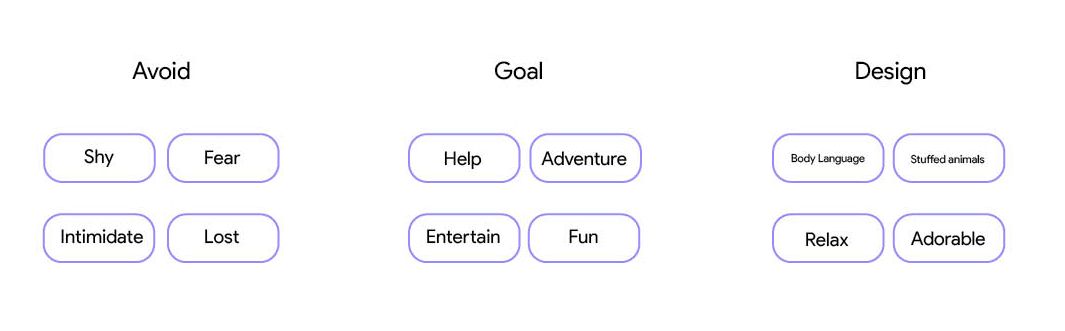 Avoid
Goal
Design
Shy
Fear
Help
Adventure
Body Language
Stuffed animals
Intimidate
Lost
Entertain
Fun
Relax
Adorable